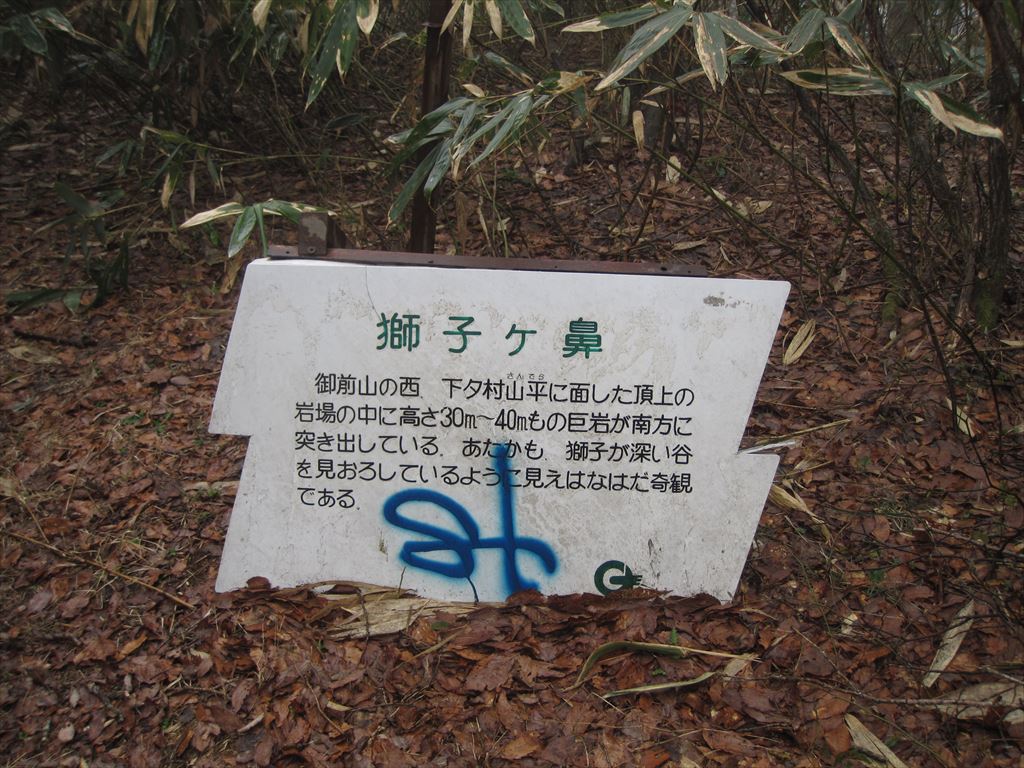 獅子ヶ鼻
御前山の西 下夕村山平に面した頂上の
さんでら
岩場の中に高さ30m〜40mもの巨岩が南方に
突き出している. あたかも. 獅子が深い谷
を見おろしているように見えはなはだ奇観
である.